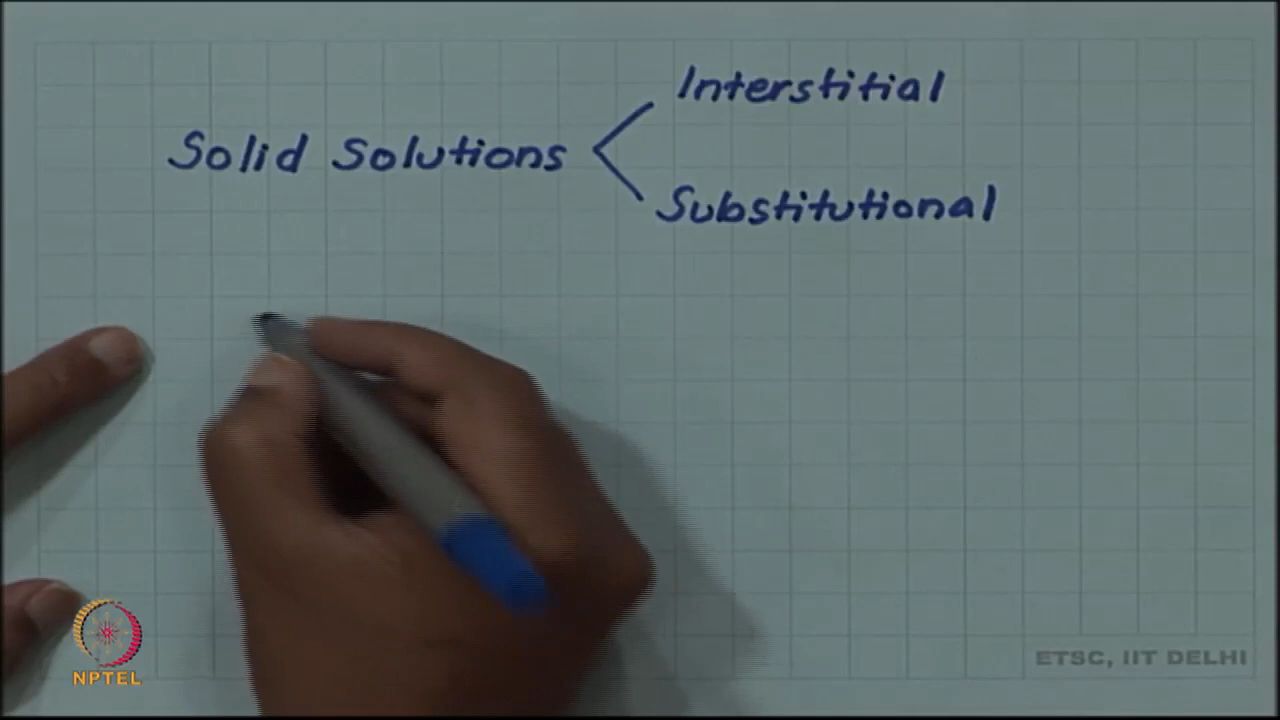 Interstitial
Solid Solutions
Substitutional
NPTEL
ETSC, IIT DELHI